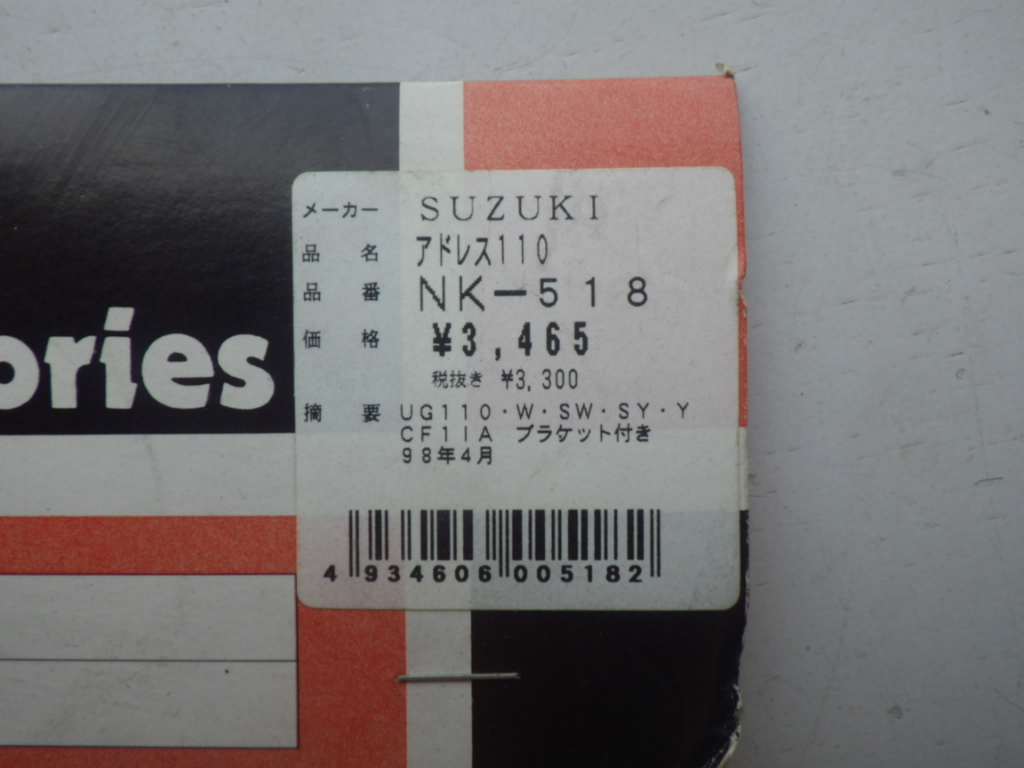 メーカー ＳＵＺＵＫＩ
品名 アドレス110
品番 ＮＫ－５１８
価格 ¥3,465
税抜き ¥3,300
摘要 ＵＧ１１０・Ｗ・ＳＷ・ＳＹ・Ｙ
ＣＦ１１Ａ ブラケット付き
９８年４月
ories
4 934606 005182